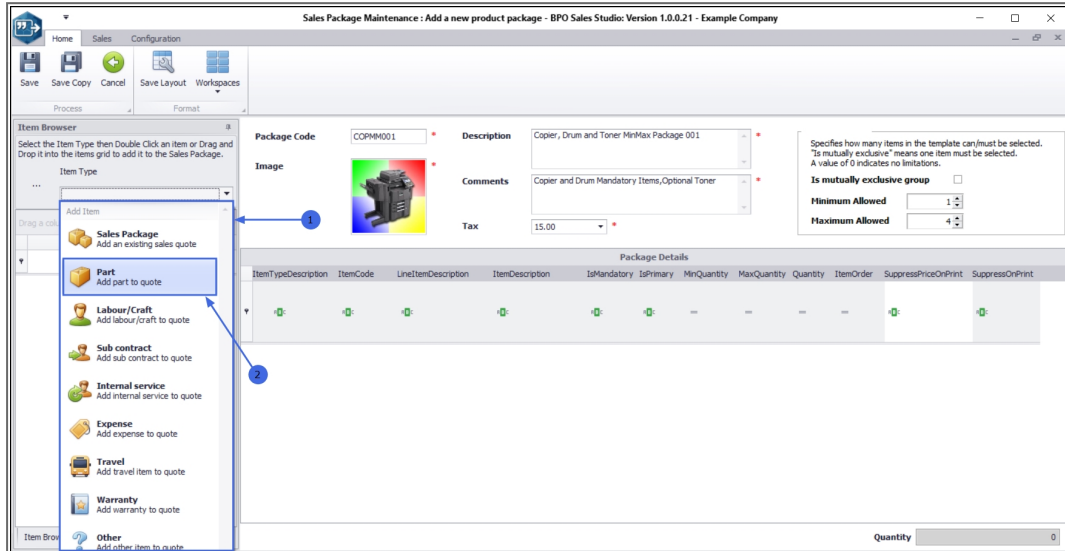 Sales Package Maintenance : Add a new product package - BPO Sales Studio: Version 1.0.0.21 - Example Company
Home Sales Configuration
Save Save Copy Cancel Save Layout Workspaces
Process Format
Item Browser
Select the Item Type then Double Click an item or Drag and
Drop it into the items grid to add it to the Sales Package.
Item Type
...
Drag a colu
Add Item
Sales Package
Add an existing sales quote
Part
Add part to quote
Labour/Craft
Add labour/craft to quote
Sub contract
Add sub contract to quote
Internal service
Add internal service to quote
Expense
Add expense to quote
Travel
Add travel item to quote
Warranty
Add warranty to quote
Other
Add other item to quote
Item Brow
1
2
Package Code COPMM001 *
Image *
Description Copier, Drum and Toner MinMax Package 001 *
Comments Copier and Drum Mandatory Items,Optional Toner *
Tax 15.00 *
Specifies how many items in the template can/must be selected.
"Is mutually exclusive" means one item must be selected.
A value of 0 indicates no limitations.
Is mutually exclusive group
Minimum Allowed 1
Maximum Allowed 4
Package Details
ItemTypeDescription ItemCode LineItemDescription ItemDescription IsMandatory IsPrimary MinQuantity MaxQuantity Quantity ItemOrder SuppressPriceOnPrint SuppressOnPrint
Quantity 0